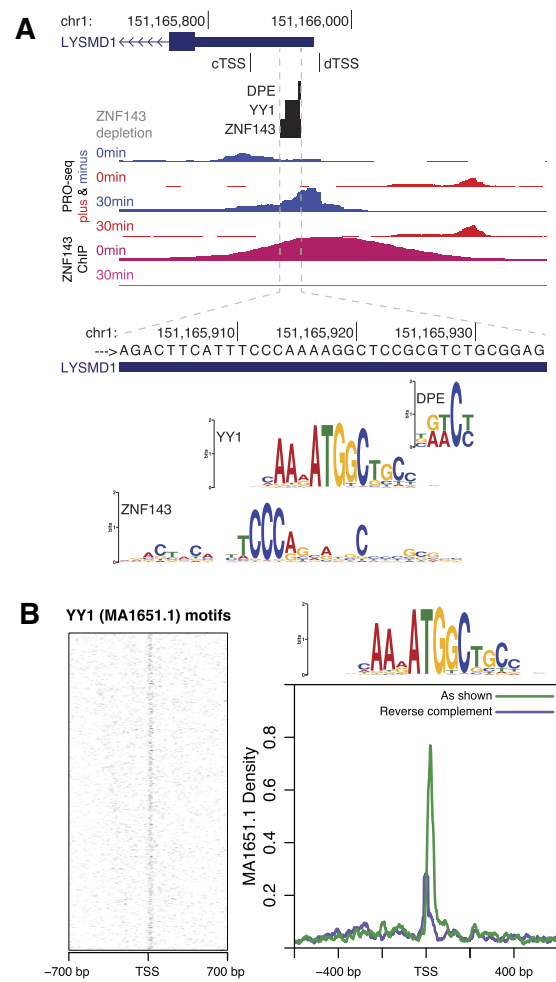 A
chr1: 151,165,800 151,166,000
LYSMD1
cTSS dTSS
DPE
YY1
ZNF143
ZNF143
depletion
PRO-seq
plus & minus
0min
0min
30min
30min
ZNF143
ChIP
0min
30min
chr1: 151,165,910 151,165,920 151,165,930
--->AGACTTCATTTCCCAAAAGGCTCCGCGTCTGCGGAG
LYSMD1
DPE
YY1
ZNF143
B
YY1 (MA1651.1) motifs
As shown
Reverse complement
MA1651.1 Density
0.2 0.4 0.6 0.8
−700 bp TSS 700 bp
−400 bp TSS 400 bp